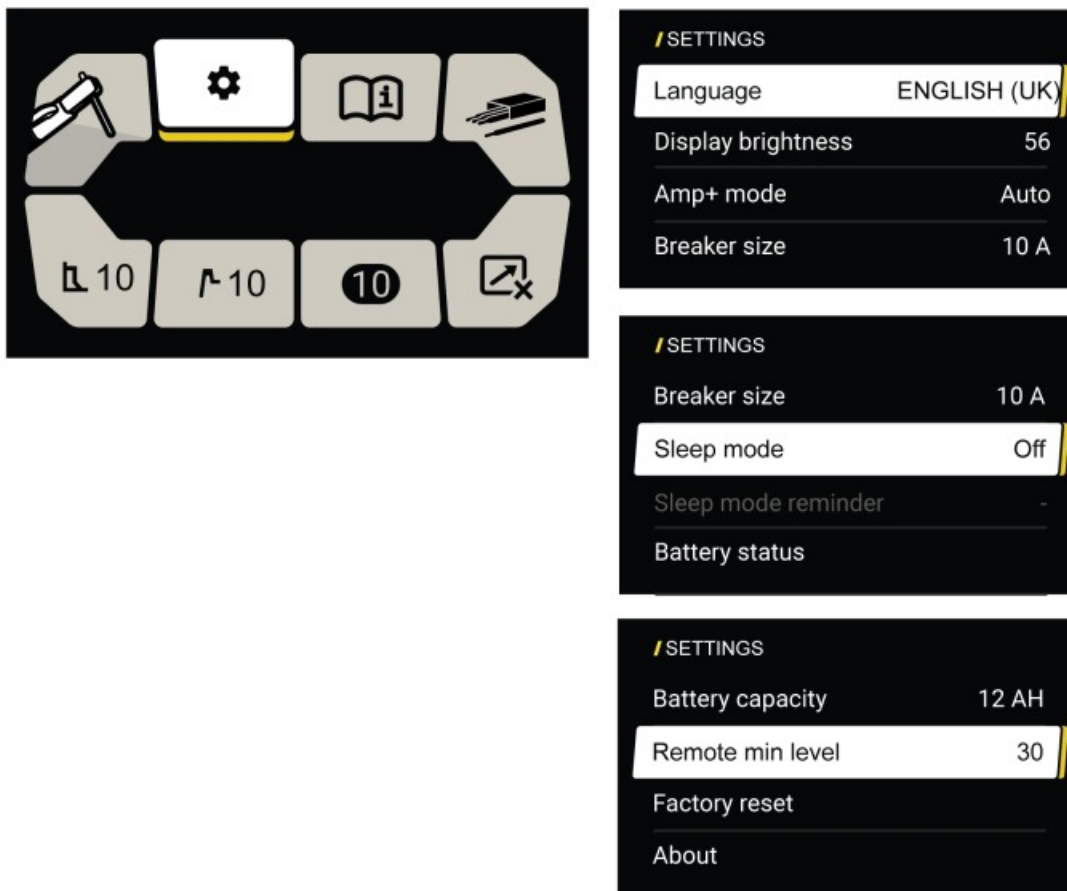 10
10
10
SETTINGS
Language ENGLISH (UK)
Display brightness 56
Amp+ mode Auto
Breaker size 10 A
SETTINGS
Breaker size 10 A
Sleep mode Off
Sleep mode reminder -
Battery status
SETTINGS
Battery capacity 12 AH
Remote min level 30
Factory reset
About